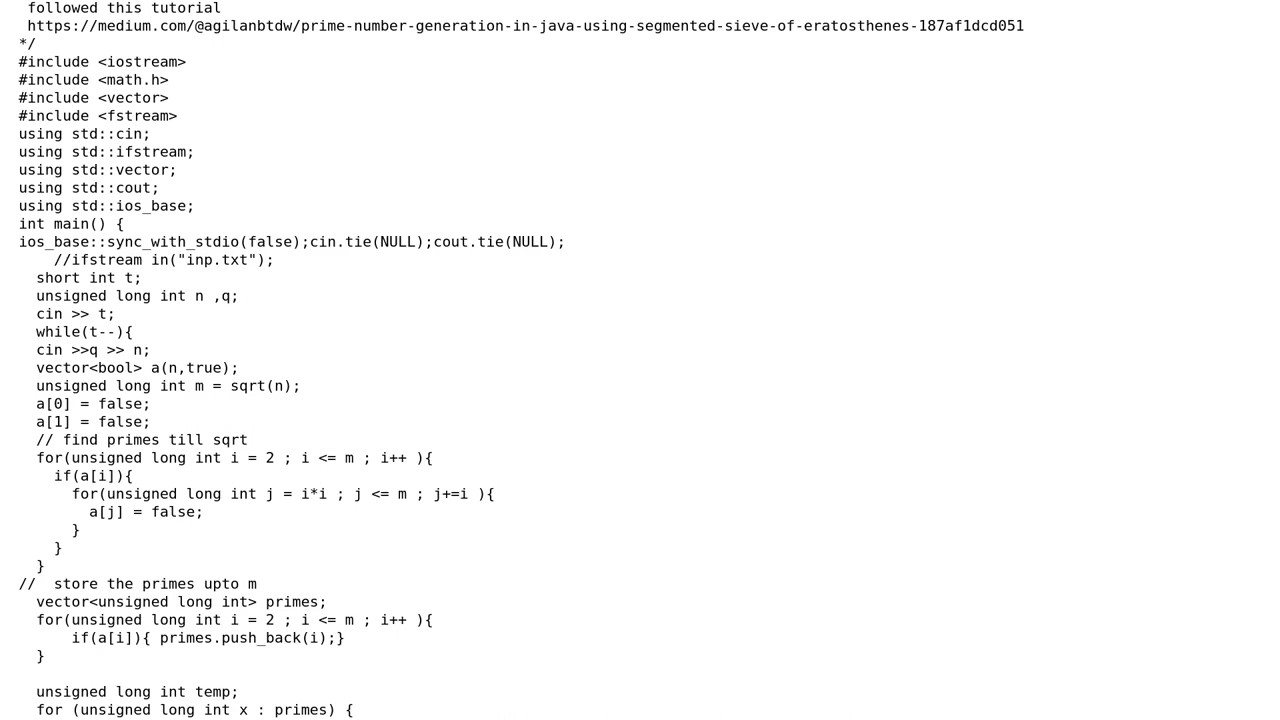 followed this tutorial
https://medium.com/@agilanbtdw/prime-number-generation-in-java-using-segmented-sieve-of-eratosthenes-187af1dcd051
*/
#include <iostream>
#include <math.h>
#include <vector>
#include <fstream>
using std::cin;
using std::ifstream;
using std::vector;
using std::cout;
using std::ios_base;
int main() {
ios_base::sync_with_stdio(false);cin.tie(NULL);cout.tie(NULL);
    //ifstream in("inp.txt");
  short int t;
  unsigned long int n ,q;
  cin >> t;
  while(t--){
  cin >>q >> n;
  vector<bool> a(n,true);
  unsigned long int m = sqrt(n);
  a[0] = false;
  a[1] = false;
  // find primes till sqrt
  for(unsigned long int i = 2 ; i <= m ; i++ ){
    if(a[i]){
      for(unsigned long int j = i*i ; j <= m ; j+=i ){
        a[j] = false;
      }
    }
  }
//  store the primes upto m
  vector<unsigned long int> primes;
  for(unsigned long int i = 2 ; i <= m ; i++ ){
      if(a[i]){ primes.push_back(i);}
  }

  unsigned long int temp;
  for (unsigned long int x : primes) {